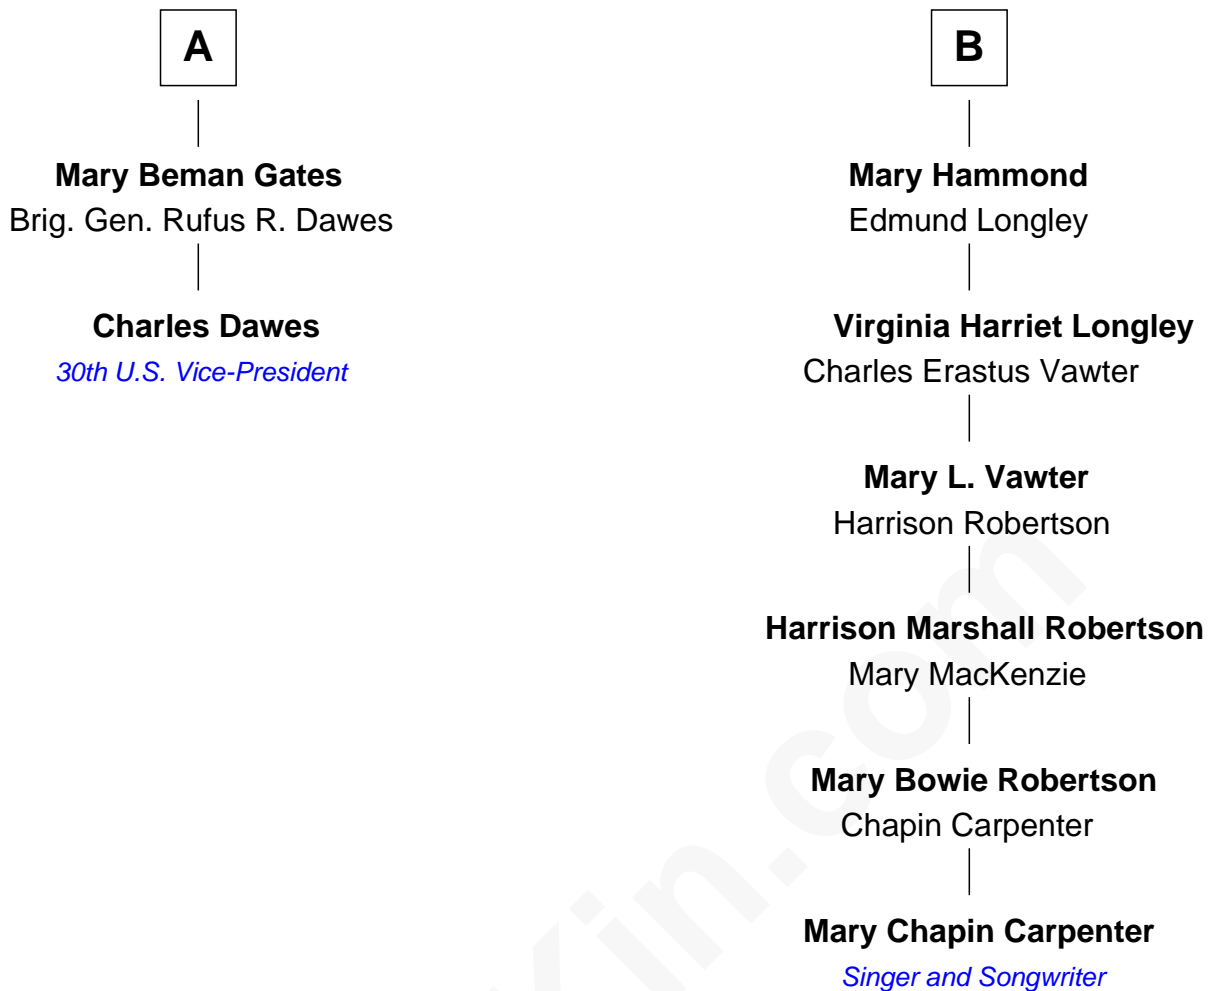 A
Mary Beman Gates
Brig. Gen. Rufus R. Dawes
Charles Dawes
30th U.S. Vice-President
B
Mary Hammond
Edmund Longley
Virginia Harriet Longley
Charles Erastus Vawter
Mary L. Vawter
Harrison Robertson
Harrison Marshall Robertson
Mary MacKenzie
Mary Bowie Robertson
Chapin Carpenter
Mary Chapin Carpenter
Singer and Songwriter